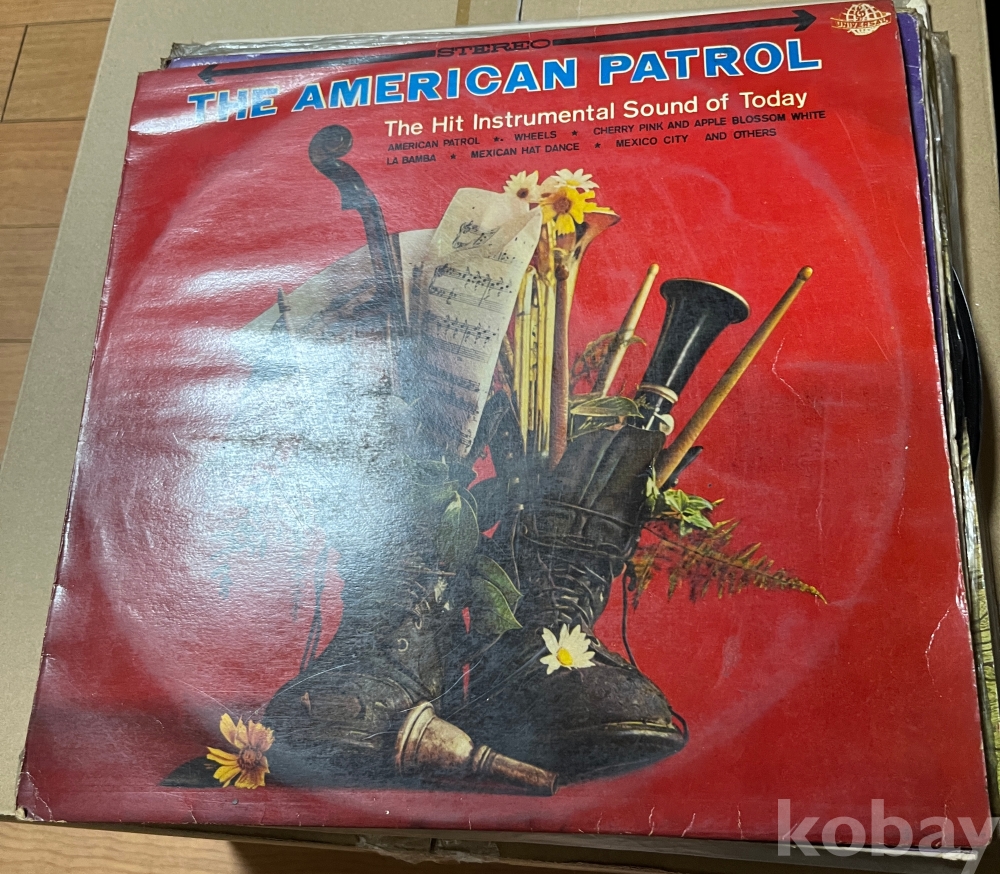 STEREO
UNIVERSAL
THE AMERICAN PATROL
The Hit Instrumental Sound of Today
AMERICAN PATROL ★ WHEELS ★ CHERRY PINK AND APPLE BLOSSOM WHITE
LA BAMBA ★ MEXICAN HAT DANCE ★ MEXICO CITY AND OTHERS
kobay